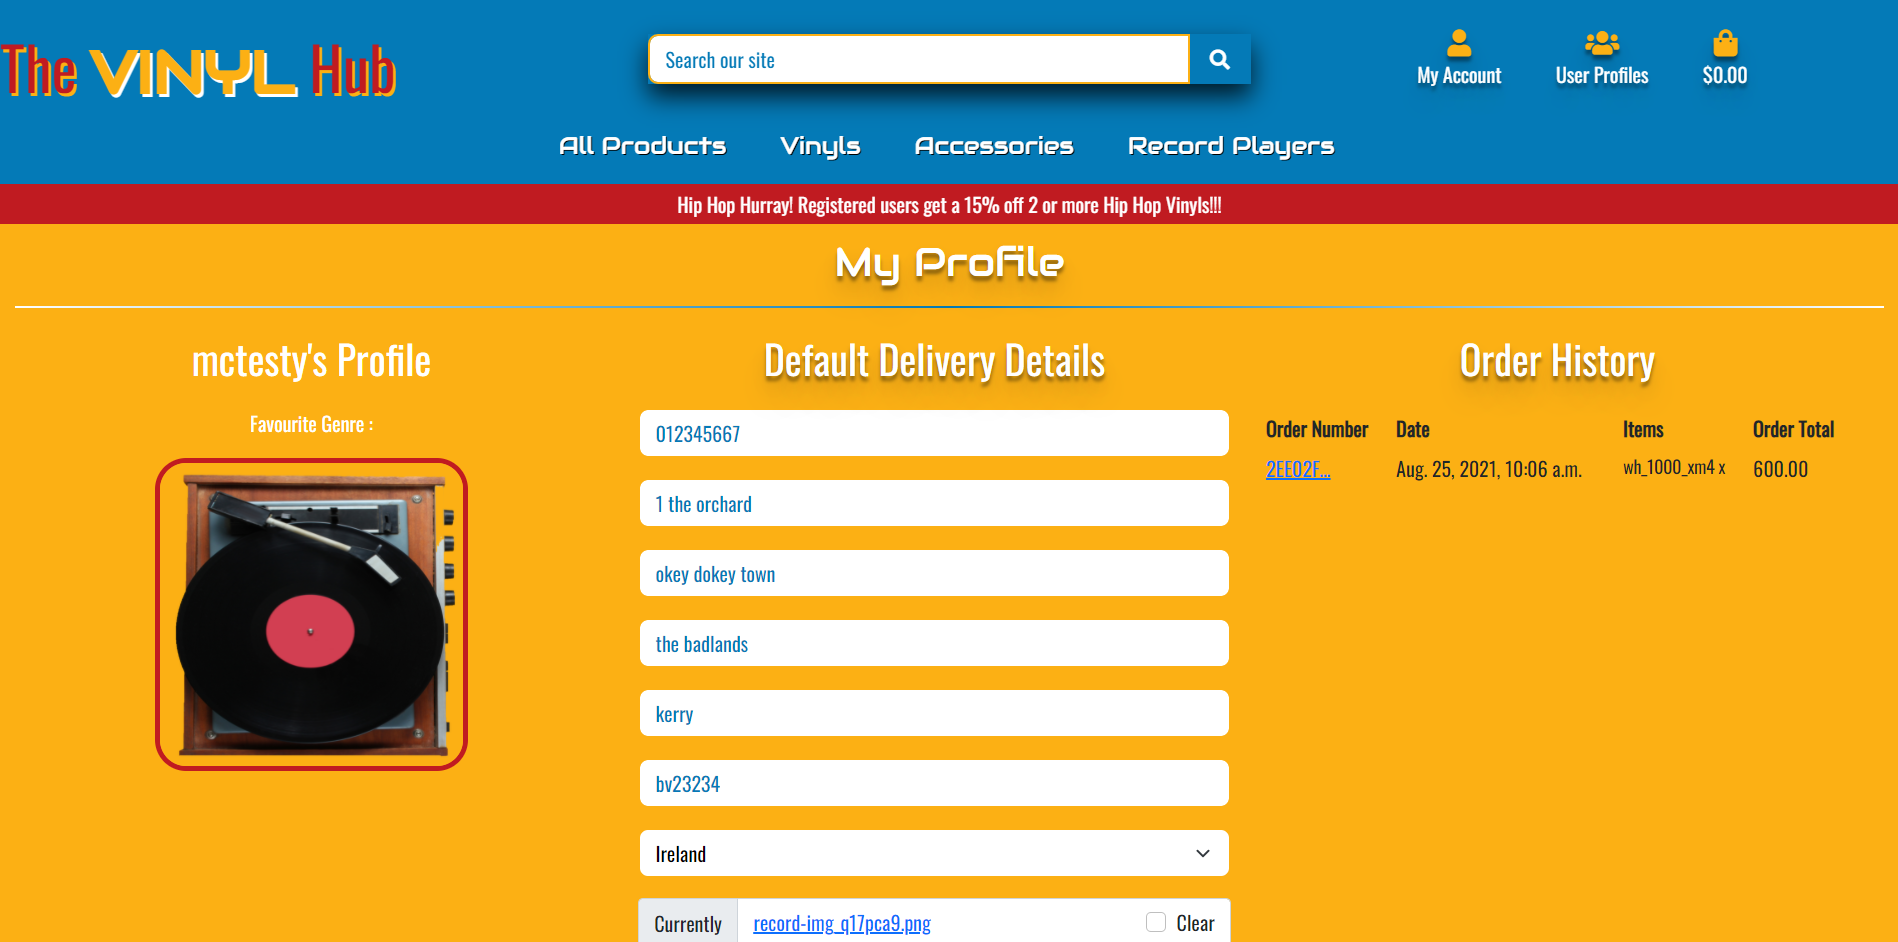 The VINYL Hub
Search our site
My Account
User Profiles
$0.00
All Products
Vinyls
Accessories
Record Players
Hip Hop Hurray! Registered users get a 15% off 2 or more Hip Hop Vinyls!!!
My Profile
mctesty's Profile
Favourite Genre :
Default Delivery Details
012345667
1 the orchard
okey dokey town
the badlands
kerry
bv23234
Ireland
Currently record-img_q17pca9.png Clear
Order History
Order Number Date Items Order Total
2EE02F... Aug. 25, 2021, 10:06 a.m. wh_1000_xm4 x 600.00